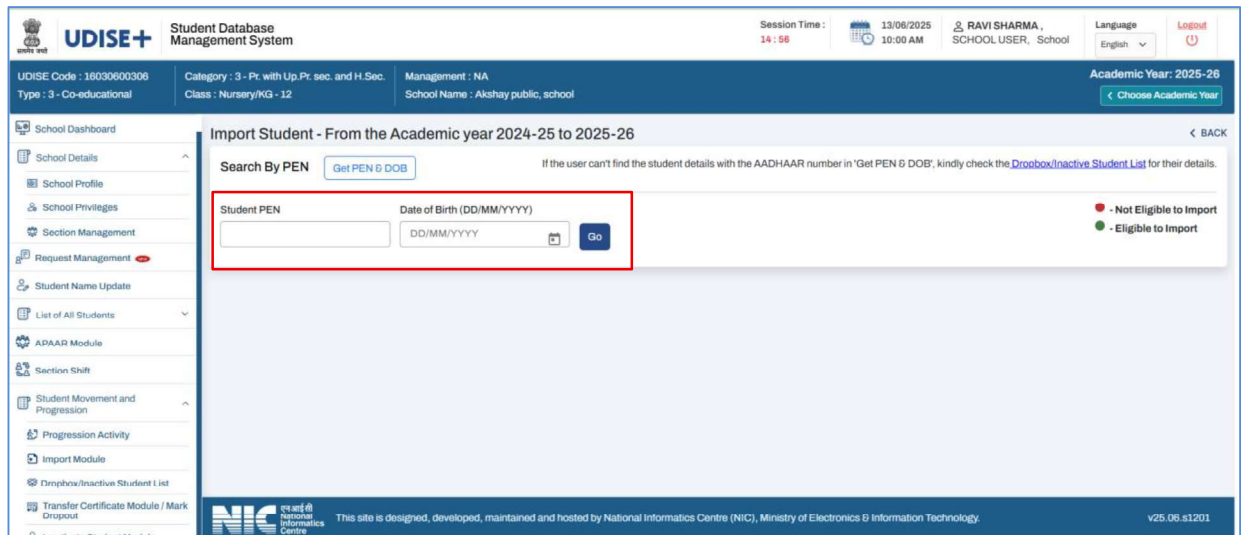 सत्यमेव जयते
UDISE+
Student Database
Management System
Session Time :
14 : 56
13/06/2025
10:00 AM
RAVI SHARMA ,
SCHOOL USER, School
Language
English
Logout
UDISE Code : 16030600306
Type : 3 - Co-educational
Category : 3 - Pr. with Up.Pr. sec. and H.Sec.
Class : Nursery/KG - 12
Management : NA
School Name : Akshay public, school
Academic Year: 2025-26
Choose Academic Year
School Dashboard
School Details
School Profile
School Privileges
Section Management
Request Management
Student Name Update
List of All Students
APAAR Module
Section Shift
Student Movement and
Progression
Progression Activity
Import Module
Dropbox/Inactive Student List
Transfer Certificate Module / Mark
Dropout
Import Student - From the Academic year 2024-25 to 2025-26
< BACK
Search By PEN
Get PEN & DOB
If the user can't find the student details with the AADHAAR number in 'Get PEN & DOB', kindly check the Dropbox/Inactive Student List for their details.
Student PEN
Date of Birth (DD/MM/YYYY)
DD/MM/YYYY
Go
- Not Eligible to Import
- Eligible to Import
NIC
एन आई सी
National
Informatics
Centre
This site is designed, developed, maintained and hosted by National Informatics Centre (NIC), Ministry of Electronics & Information Technology.
v25.06.s1201